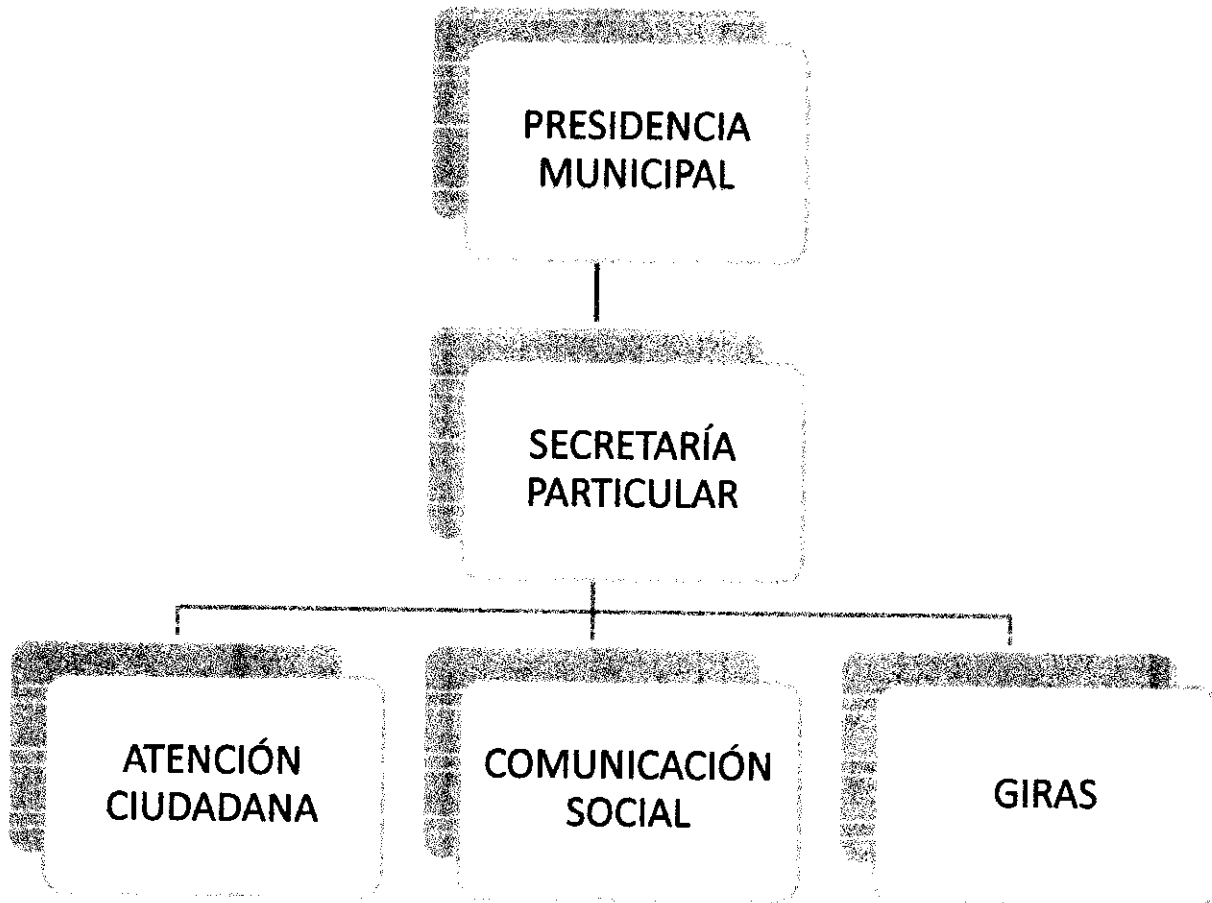 PRESIDENCIA
MUNICIPAL
SECRETARÍA
PARTICULAR
ATENCIÓN
CIUDADANA
COMUNICACIÓN
SOCIAL
GIRAS